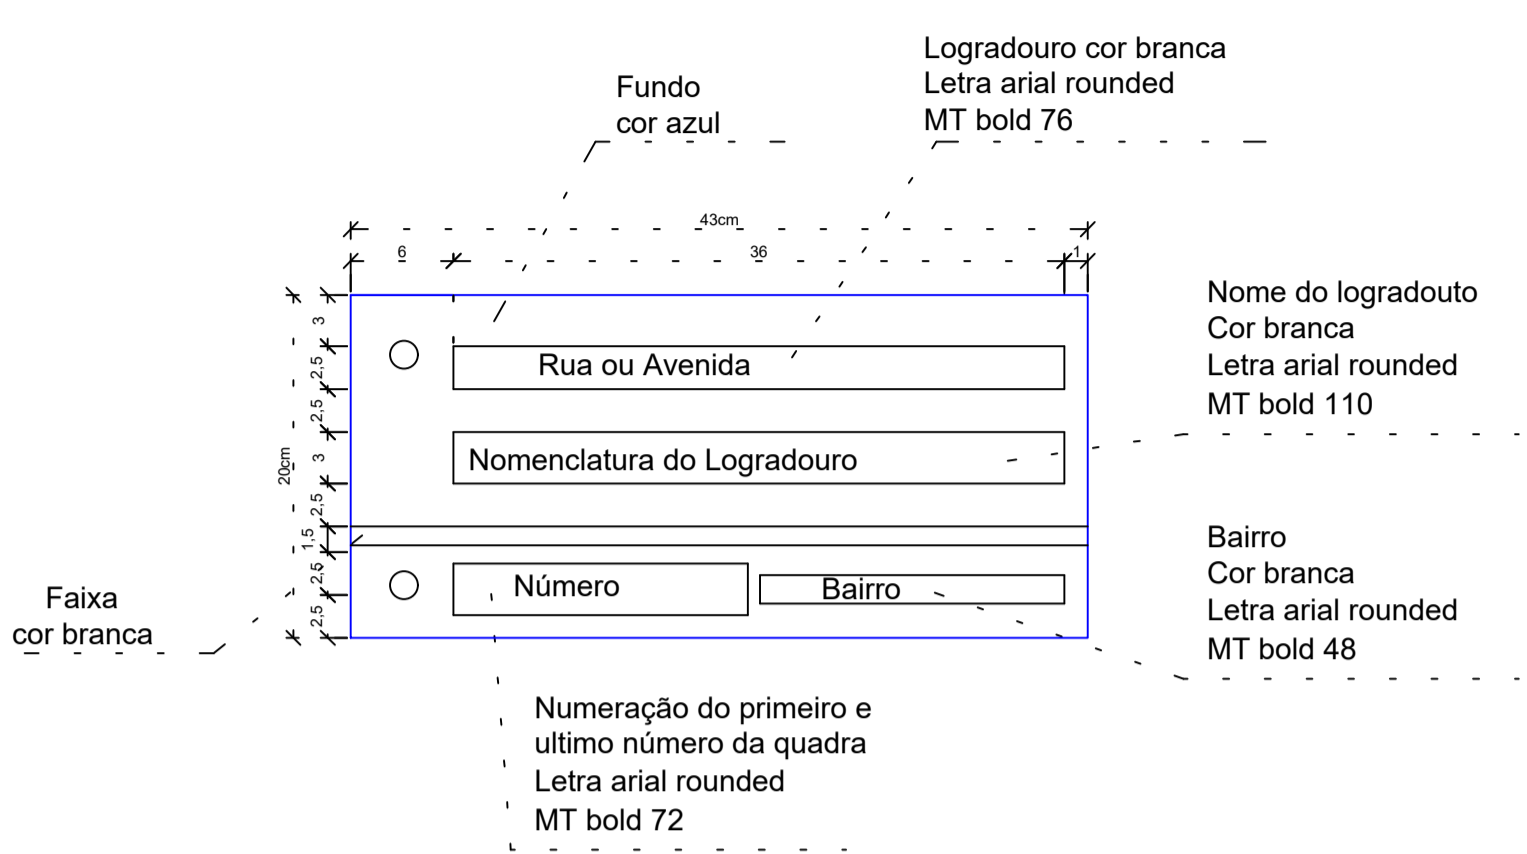 Logradouro cor branca
Letra arial rounded
MT bold 76
Fundo
cor azul
43cm
6
36
1
Nome do logradouto
Cor branca
Letra arial rounded
MT bold 110
3
2,5
2,5
3
2,5
1,5
2,5
2,5
20cm
Rua ou Avenida
Nomenclatura do Logradouro
Número
Bairro
Bairro
Cor branca
Letra arial rounded
MT bold 48
Faixa
cor branca
Numeração do primeiro e
ultimo número da quadra
Letra arial rounded
MT bold 72